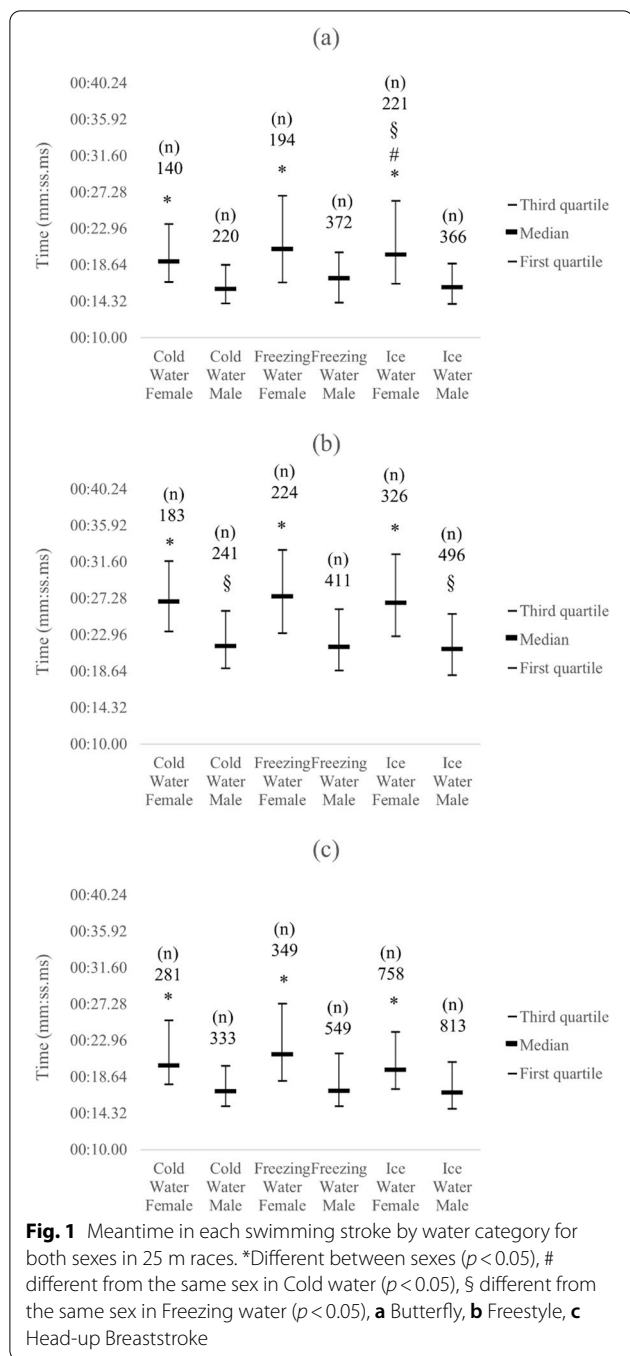 (a)
00:40.24
00:35.92
00:31.60
00:27.28
00:22.96
00:18.64
00:14.32
00:10.00
Time (mm:ss.ms)
(n)
140
*
(n)
220
(n)
194
*
(n)
372
(n)
221
§
#
*
(n)
366
Third quartile
Median
First quartile
Cold Freezing Freezing
Cold
Water
Female
Cold
Water
Male
Freezing
Water
Female
Freezing
Water
Male
Ice
Water
Female
Ice
Water
Male
(b)
00:40.24
00:35.92
00:31.60
00:27.28
00:22.96
00:18.64
00:14.32
00:10.00
Time (mm:ss.ms)
(n)
183
*
(n)
241
§
(n)
224
*
(n)
411
(n)
326
*
(n)
496
§
Third quartile
Median
First quartile
Cold
Water
Female
Cold
Water
Male
Freezing
Water
Female
Freezing
Water
Male
Ice
Water
Female
Ice
Water
Male
(c)
00:40.24
00:35.92
00:31.60
00:27.28
00:22.96
00:18.64
00:14.32
00:10.00
Time (mm:ss.ms)
(n)
281
*
(n)
333
(n)
349
*
(n)
549
(n)
758
*
(n)
813
Third quartile
Median
First quartile
Cold
Water
Female
Cold
Water
Male
Freezing
Water
Female
Freezing
Water
Male
Ice
Water
Female
Ice
Water
Male
Fig. 1 Meantime in each swimming stroke by water category for
both sexes in 25 m races. *Different between sexes (p < 0.05), #
different from the same sex in Cold water (p < 0.05), § different from
the same sex in Freezing water (p < 0.05), a Butterfly, b Freestyle, c
Head-up Breaststroke